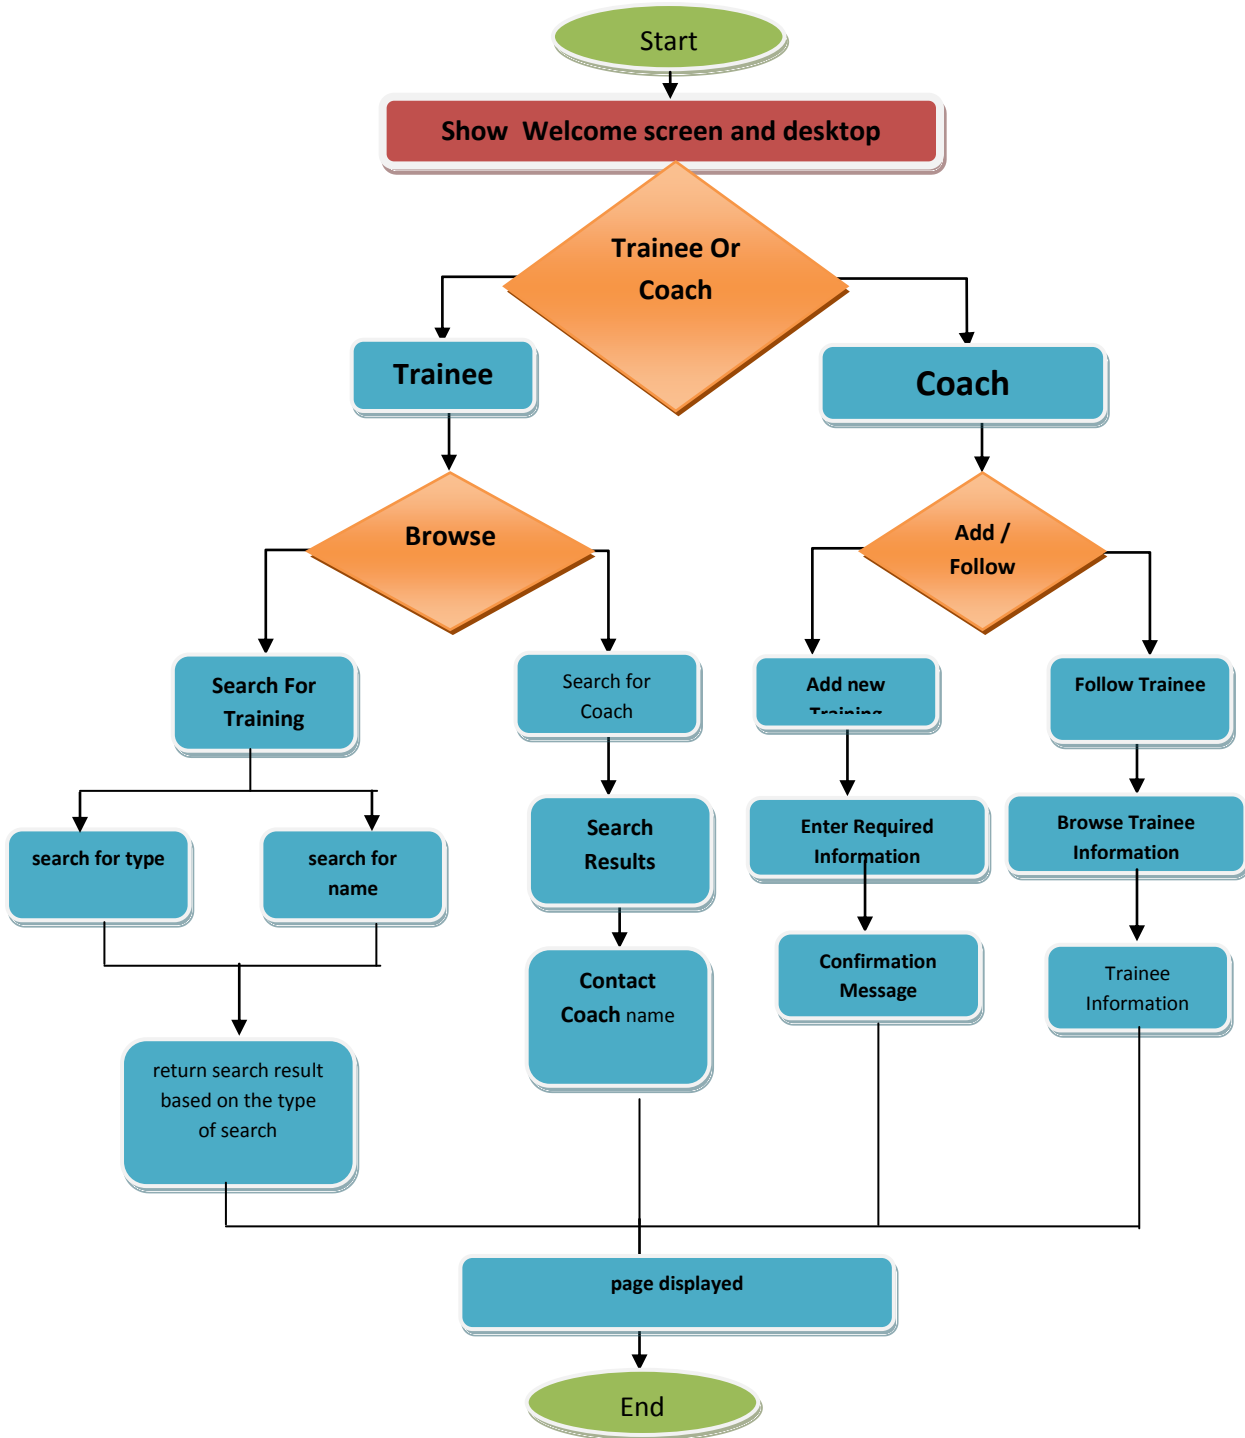 Start
Show Welcome screen and desktop
Trainee Or
Coach
Trainee
Coach
Browse
Add /
Follow
Search For
Training
Search for
Coach
Add new
Training
Follow Trainee
search for type
search for
name
Search
Results
Enter Required
Information
Browse Trainee
Information
Contact
Coach name
Confirmation
Message
Trainee
Information
return search result
based on the type
of search
page displayed
End